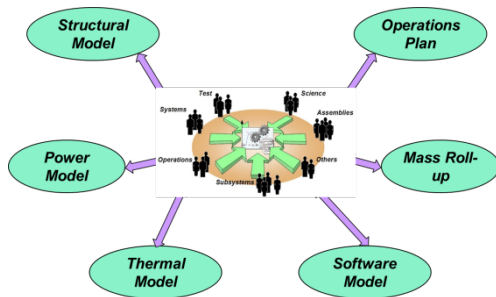 Structural
Model
Operations
Plan
Test
Science
Systems
Assemblies
Operations
Others
Subsystems
Power
Model
Mass Roll-
up
Thermal
Model
Software
Model